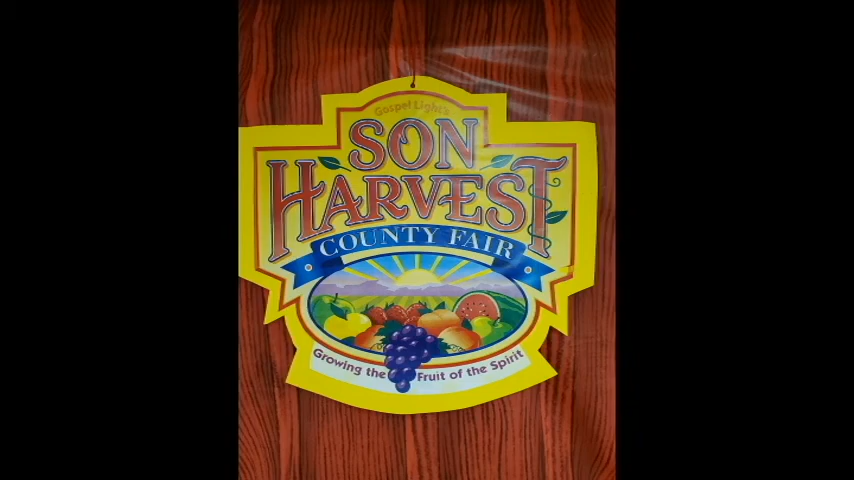 Gospel Light's
SON
HARVEST
COUNTY FAIR
Growing the Fruit of the Spirit